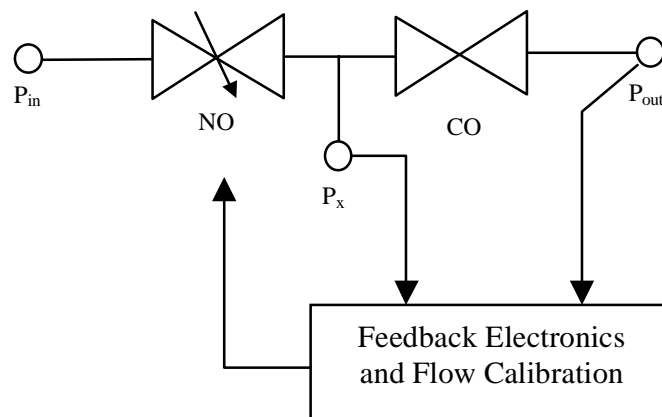 P_in
NO
CO
P_out
P_x
Feedback Electronics
and Flow Calibration